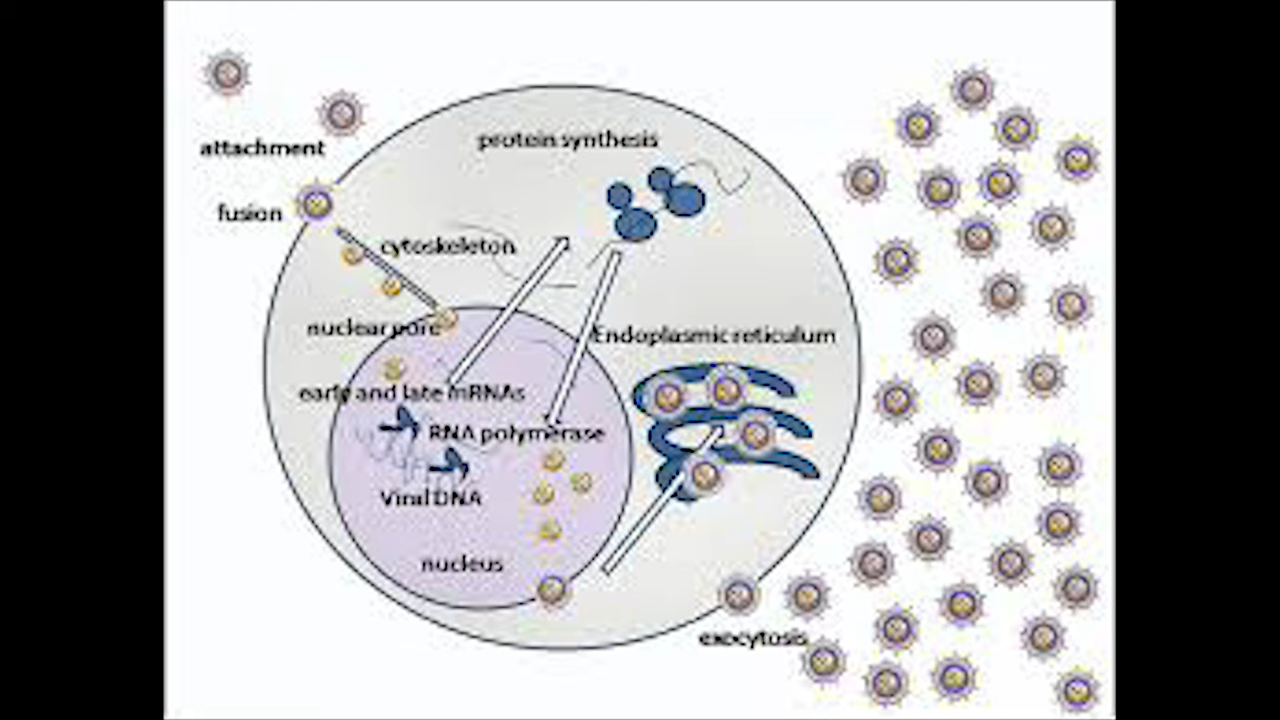 protein synthesis
attachment
fusion
cytoskeleton
nuclear pore
Endoplasmic reticulum
early and late mRNAs
RNA polymerase
Viral DNA
nucleus
exocytosis